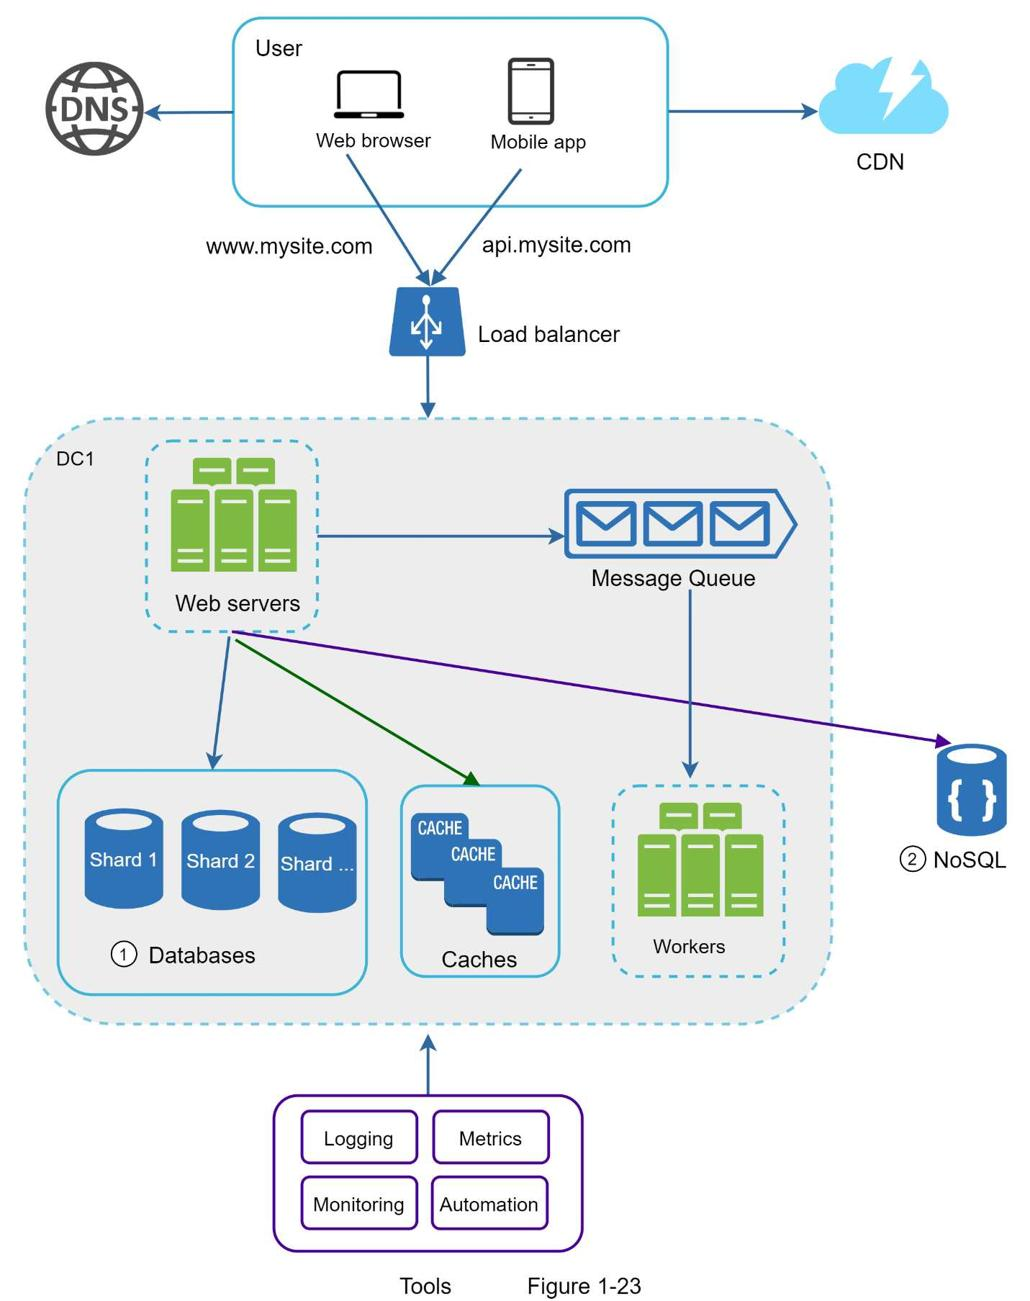 User
DNS
Web browser
Mobile app
CDN
www.mysite.com
api.mysite.com
Load balancer
DC1
Web servers
Message Queue
Shard 1
Shard 2
Shard ...
1 Databases
CACHE
CACHE
CACHE
Caches
Workers
{ }
2 NoSQL
Logging
Metrics
Monitoring
Automation
Tools
Figure 1-23